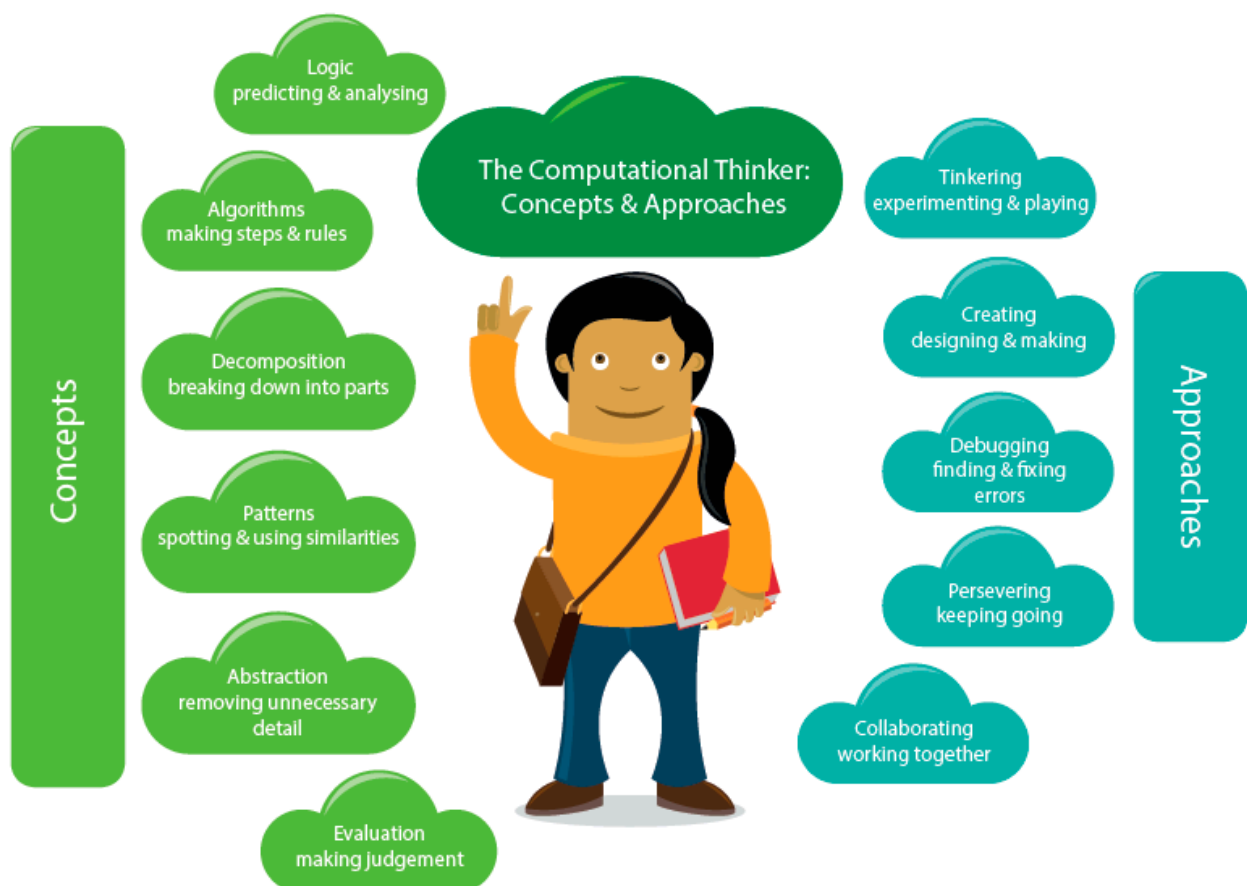 The Computational Thinker:
Concepts & Approaches
Concepts
Logic
predicting & analysing
Algorithms
making steps & rules
Decomposition
breaking down into parts
Patterns
spotting & using similarities
Abstraction
removing unnecessary
detail
Evaluation
making judgement
Approaches
Tinkering
experimenting & playing
Creating
designing & making
Debugging
finding & fixing
errors
Persevering
keeping going
Collaborating
working together